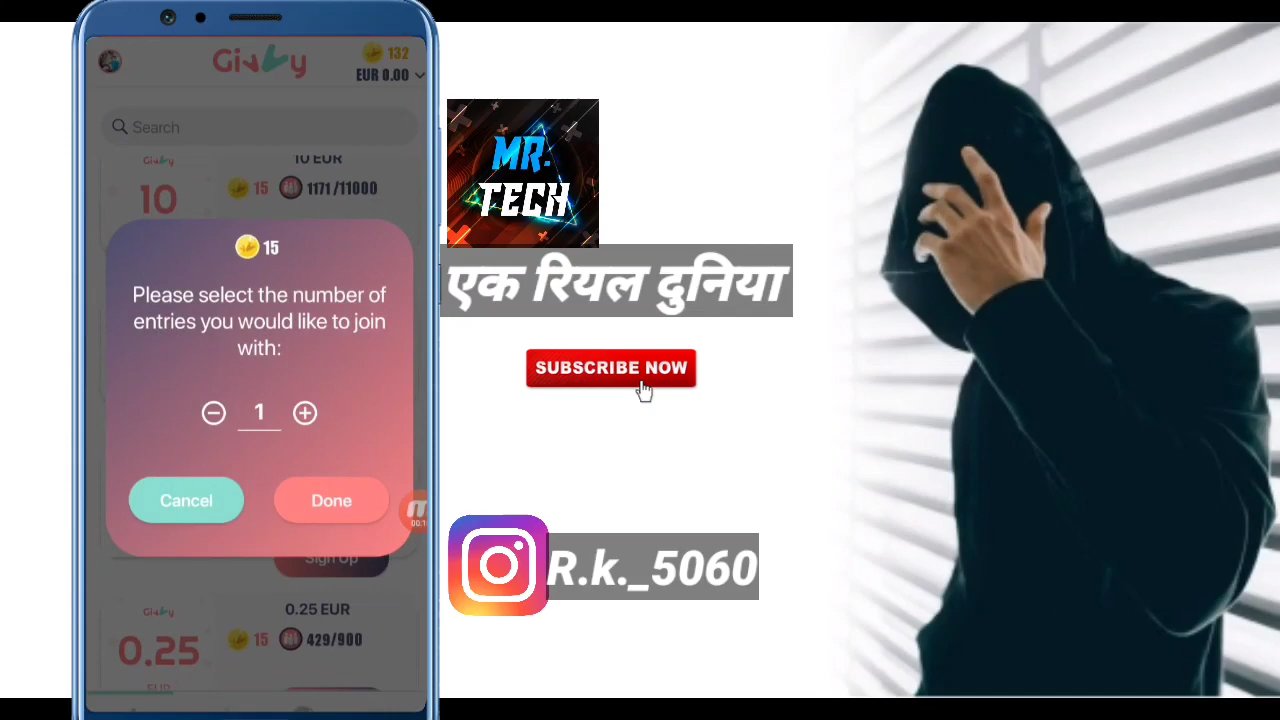 Givvy
132
EUR 0.00
Search
Givvy
10 EUR
10
15
1171/11000
15
Please select the number of
entries you would like to join
with:
1
Cancel
Done
Sign Up
Givvy
0.25 EUR
0.25
15
429/900
EUR
MR.
TECH
एक रियल दुनिया
SUBSCRIBE NOW
R.k._5060